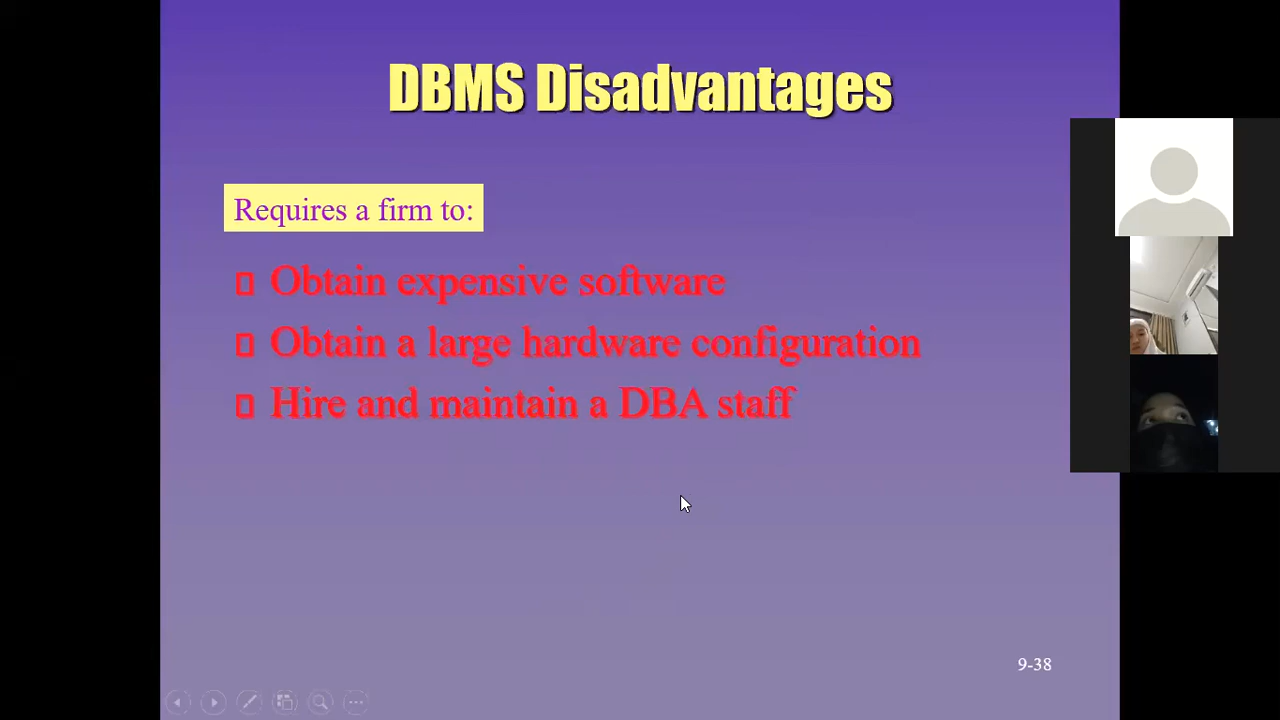 DBMS Disadvantages
Requires a firm to:
Obtain expensive software
Obtain a large hardware configuration
Hire and maintain a DBA staff
9-38